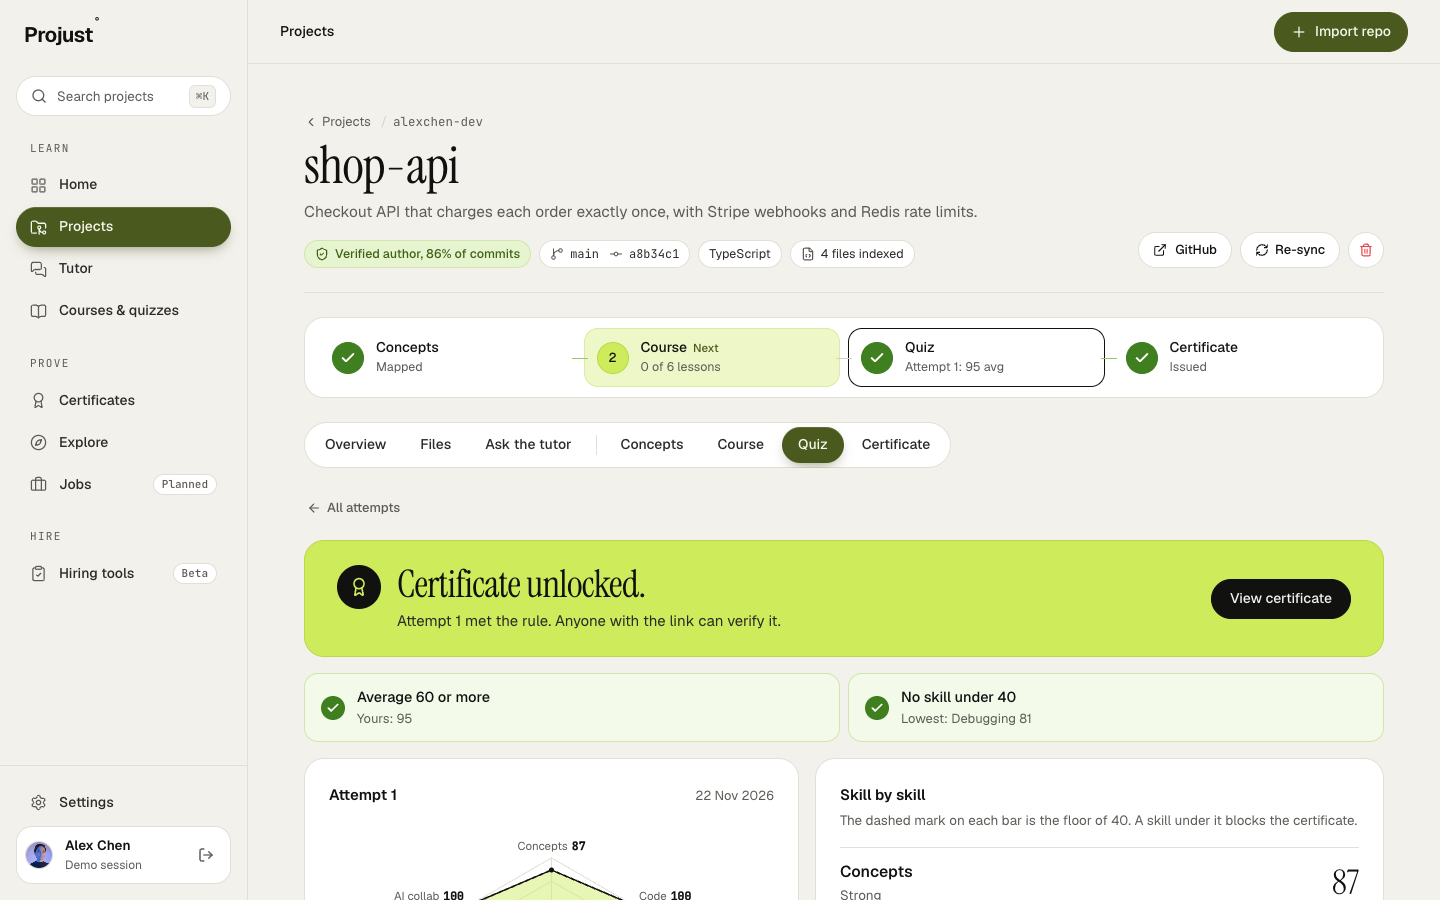 Projust°
Search projects
⌘K
LEARN
Home
Projects
Tutor
Courses & quizzes
PROVE
Certificates
Explore
Jobs
Planned
HIRE
Hiring tools
Beta
Settings
Alex Chen
Demo session
Projects
Import repo
Projects / alexchen-dev
shop-api
Checkout API that charges each order exactly once, with Stripe webhooks and Redis rate limits.
Verified author, 86% of commits
main a8b34c1
TypeScript
4 files indexed
GitHub
Re-sync
Concepts
Mapped
2
Course Next
0 of 6 lessons
Quiz
Attempt 1: 95 avg
Certificate
Issued
Overview
Files
Ask the tutor
Concepts
Course
Quiz
Certificate
All attempts
Certificate unlocked.
Attempt 1 met the rule. Anyone with the link can verify it.
View certificate
Average 60 or more
Yours: 95
No skill under 40
Lowest: Debugging 81
Attempt 1
22 Nov 2026
Concepts 87
AI collab 100
Code 100
Skill by skill
The dashed mark on each bar is the floor of 40. A skill under it blocks the certificate.
Concepts
87
Strong